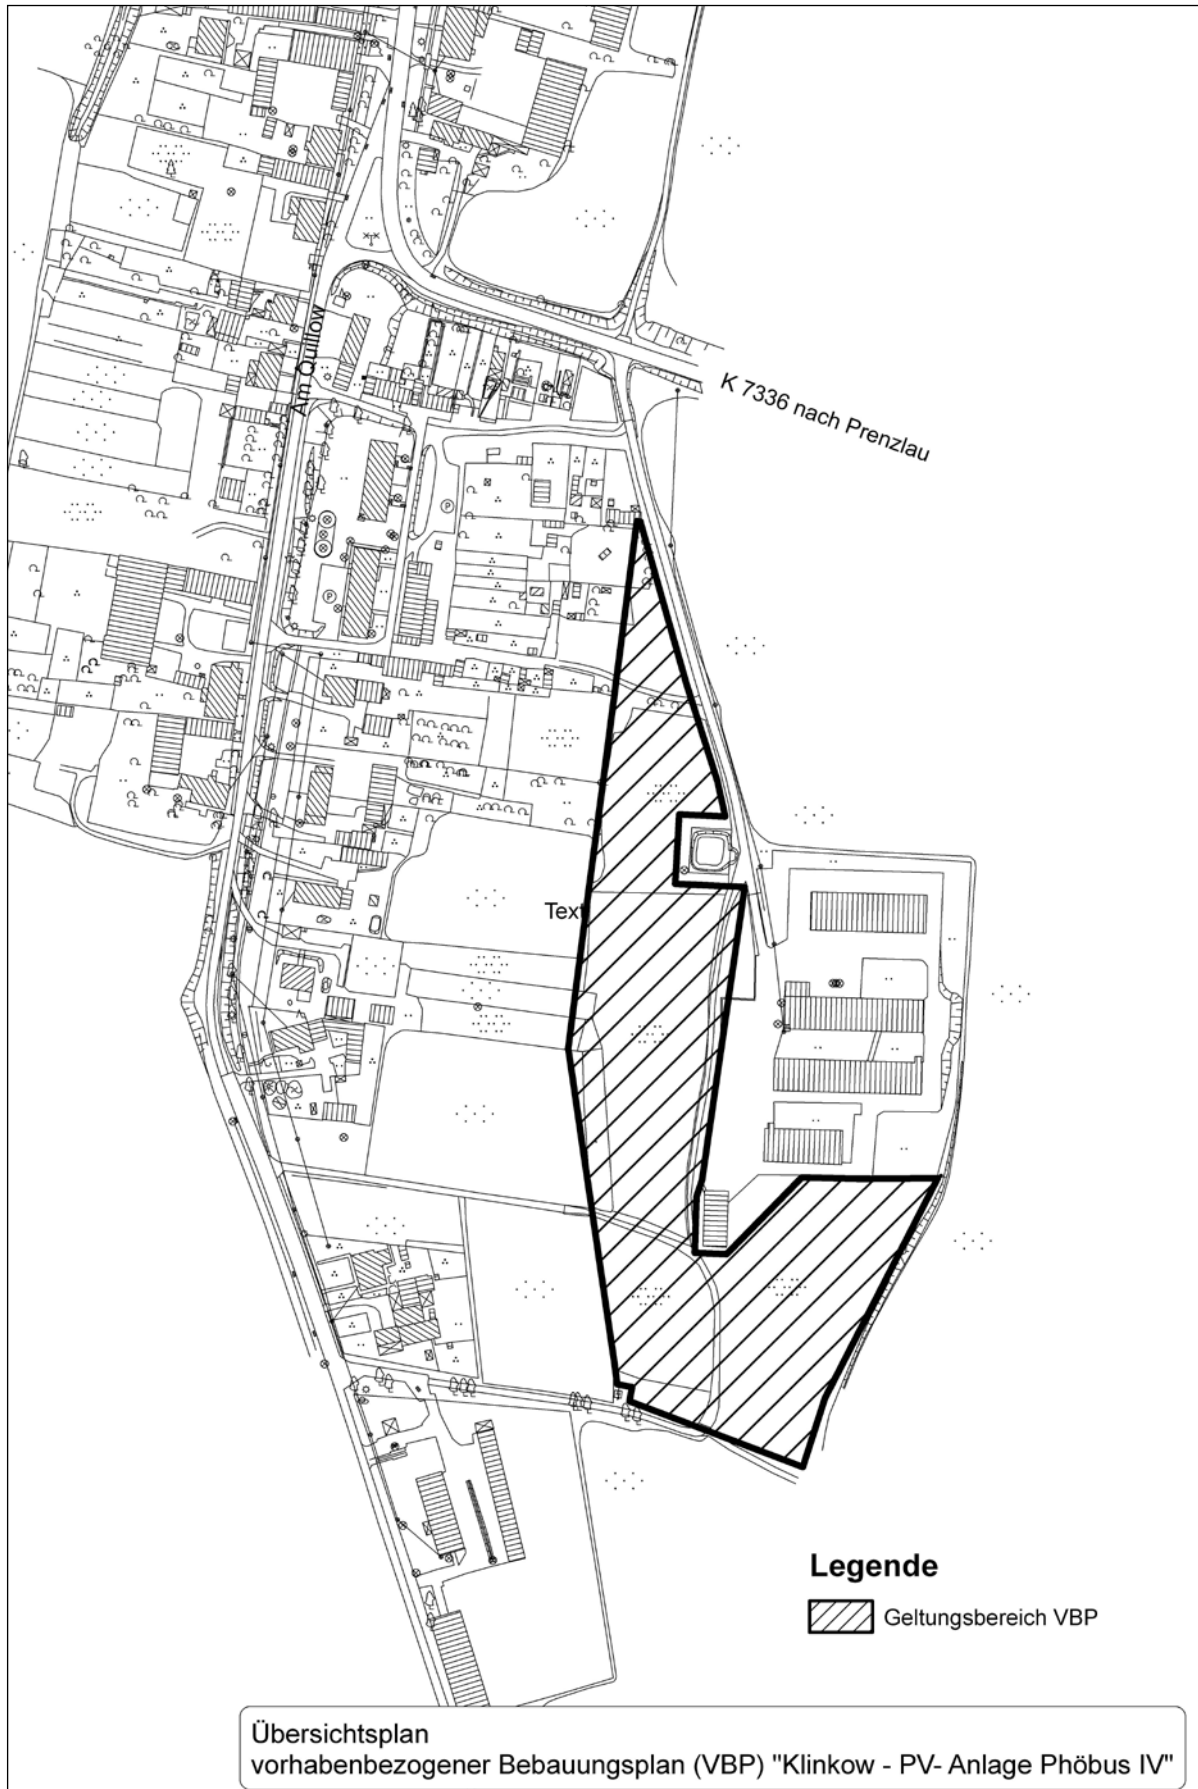 Am Quillow
K 7336 nach Prenzlau
P
P
Text
Legende
Geltungsbereich VBP
Übersichtsplan
vorhabenbezogener Bebauungsplan (VBP) "Klinkow - PV- Anlage Phöbus IV"